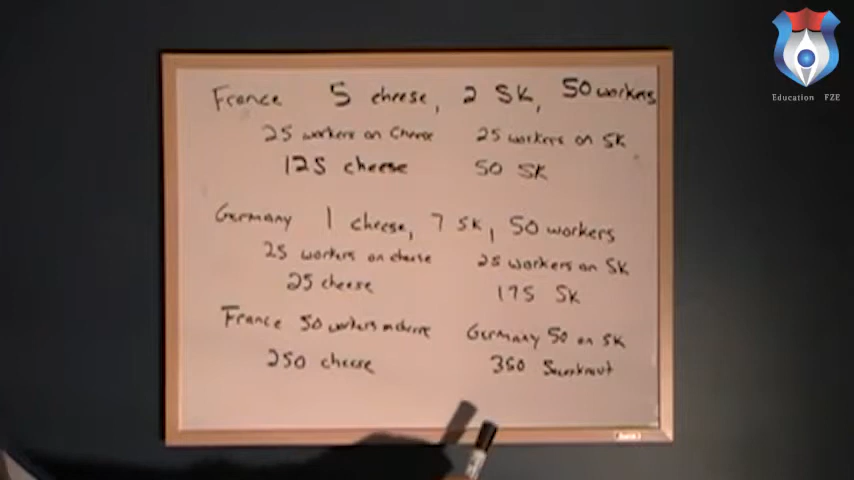 France 5 cheese, 2 SK, 50 workers
25 workers on Cheese 25 workers on SK
125 cheese 50 SK
Germany 1 cheese, 7 SK, 50 workers
25 workers on cheese 25 workers on SK
25 cheese 175 SK
France 50 workers on cheese Germany 50 on SK
250 cheese 350 Sauerkraut
Education FZE